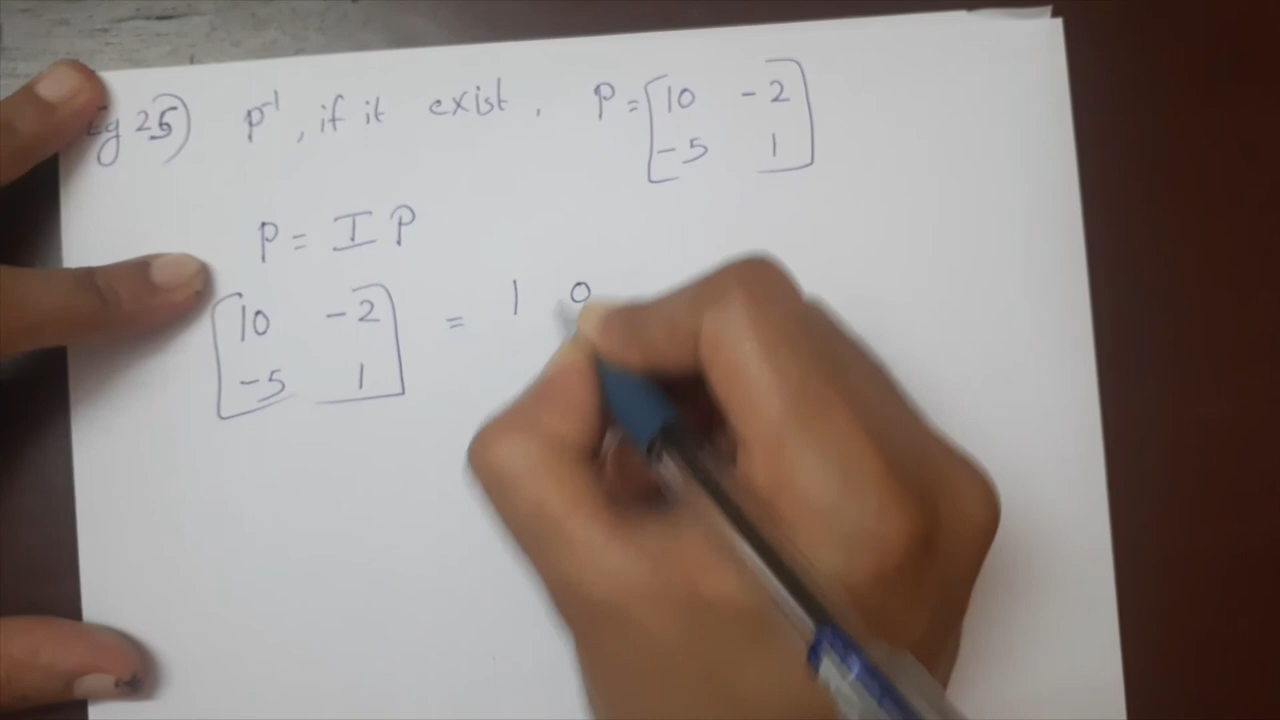 Eg 25) P⁻¹, if it exist, P = [10 -2
-5 1]
P = I P
[10 -2
-5 1] = 1 0